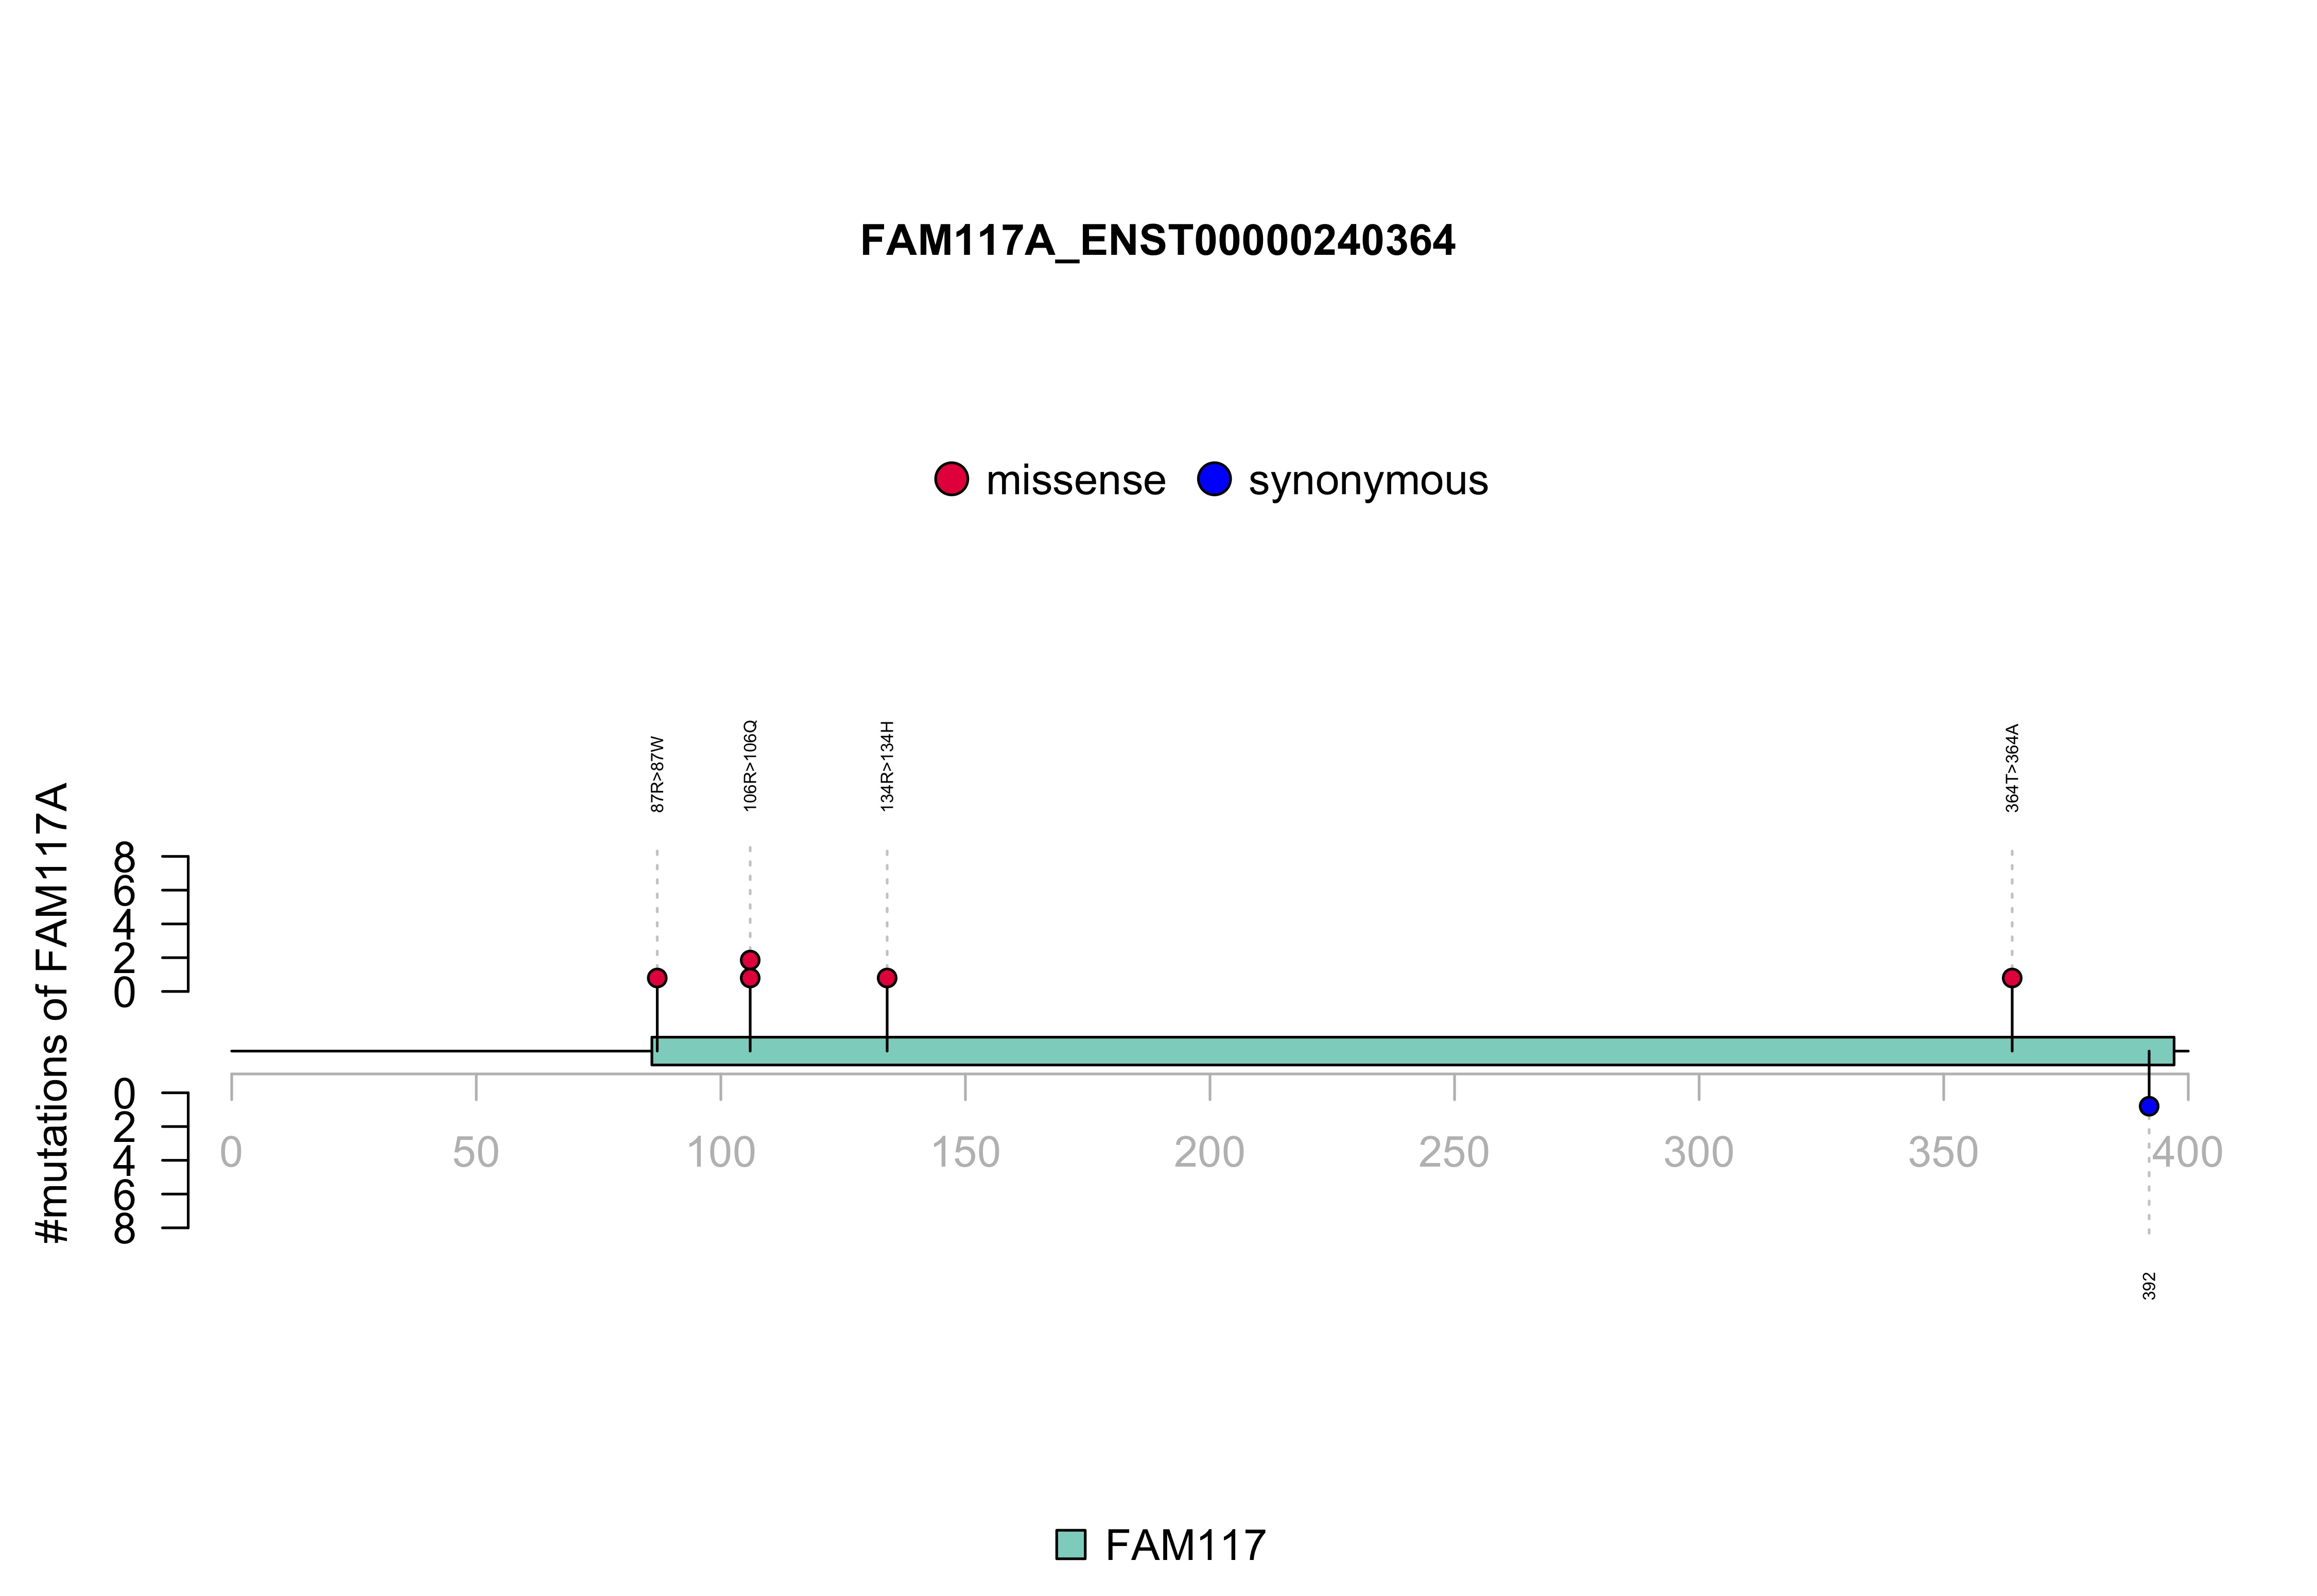 FAM117A_ENST00000240364
missense synonymous
87R>87W
106R>106Q
134R>134H
364T>364A
#mutations of FAM117A
8
6
4
2
0
0
2
4
6
8
0 50 100 150 200 250 300 350 400
392
FAM117